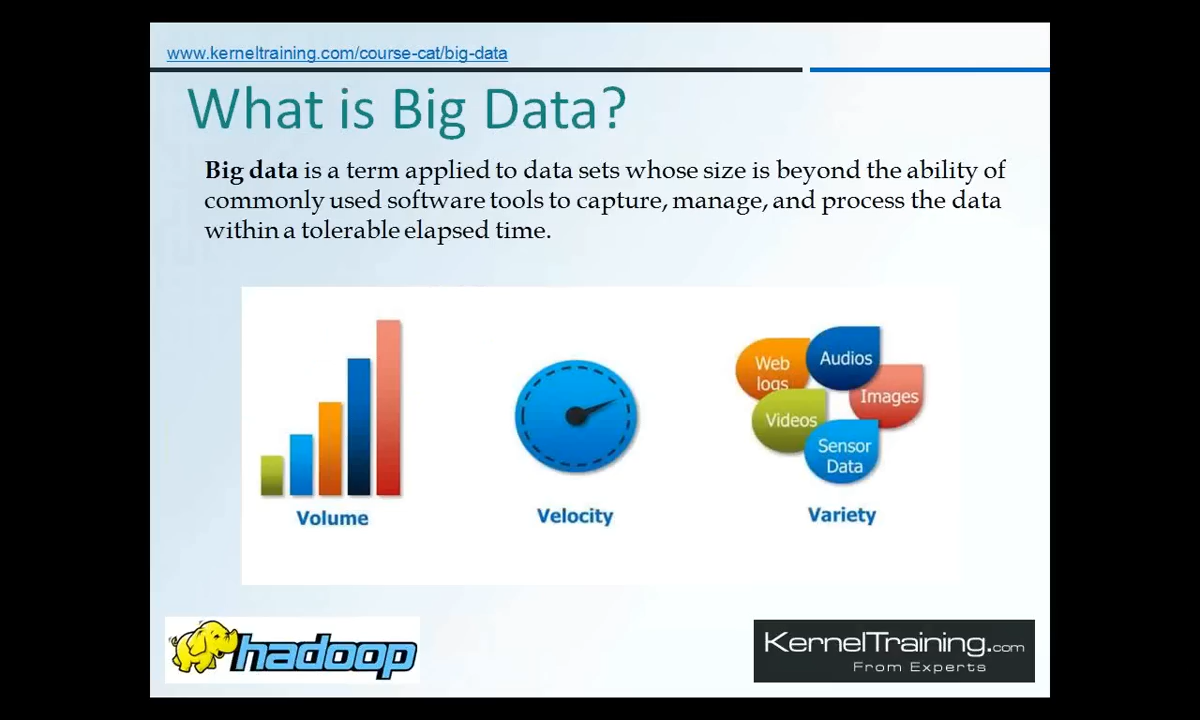 www.kerneltraining.com/course-cat/big-data
What is Big Data?
Big data is a term applied to data sets whose size is beyond the ability of
commonly used software tools to capture, manage, and process the data
within a tolerable elapsed time.
Web
logs
Audios
Images
Videos
Sensor
Data
Volume
Velocity
Variety
hadoop
KernelTraining.com
From Experts